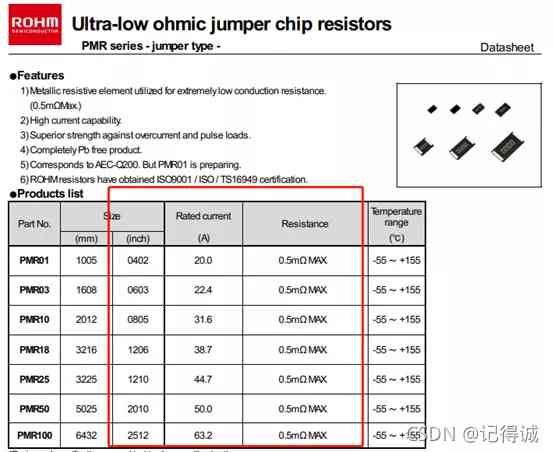 ROHM
SEMICONDUCTOR
Ultra-low ohmic jumper chip resistors
PMR series - jumper type -
Datasheet
●Features
1) Metallic resistive element utilized for extremely low conduction resistance.
(0.5mΩMax.)
2) High current capability.
3) Superior strength against overcurrent and pulse loads.
4) Completely Pb free product.
5) Corresponds to AEC-Q200. But PMR01 is preparing.
6) ROHM resistors have obtained ISO9001 / ISO / TS16949 certification.
●Products list
Part No. Size Rated current Resistance Temperature range
(mm) (inch) (A) (℃)
PMR01 1005 0402 20.0 0.5mΩ MAX -55～ +155
PMR03 1608 0603 22.4 0.5mΩ MAX -55～ +155
PMR10 2012 0805 31.6 0.5mΩ MAX -55～ +155
PMR18 3216 1206 38.7 0.5mΩ MAX -55～ +155
PMR25 3225 1210 44.7 0.5mΩ MAX -55～ +155
PMR50 5025 2010 50.0 0.5mΩ MAX -55～ +155
PMR100 6432 2512 63.2 0.5mΩ MAX -55～ +155
CSDN @记得诚